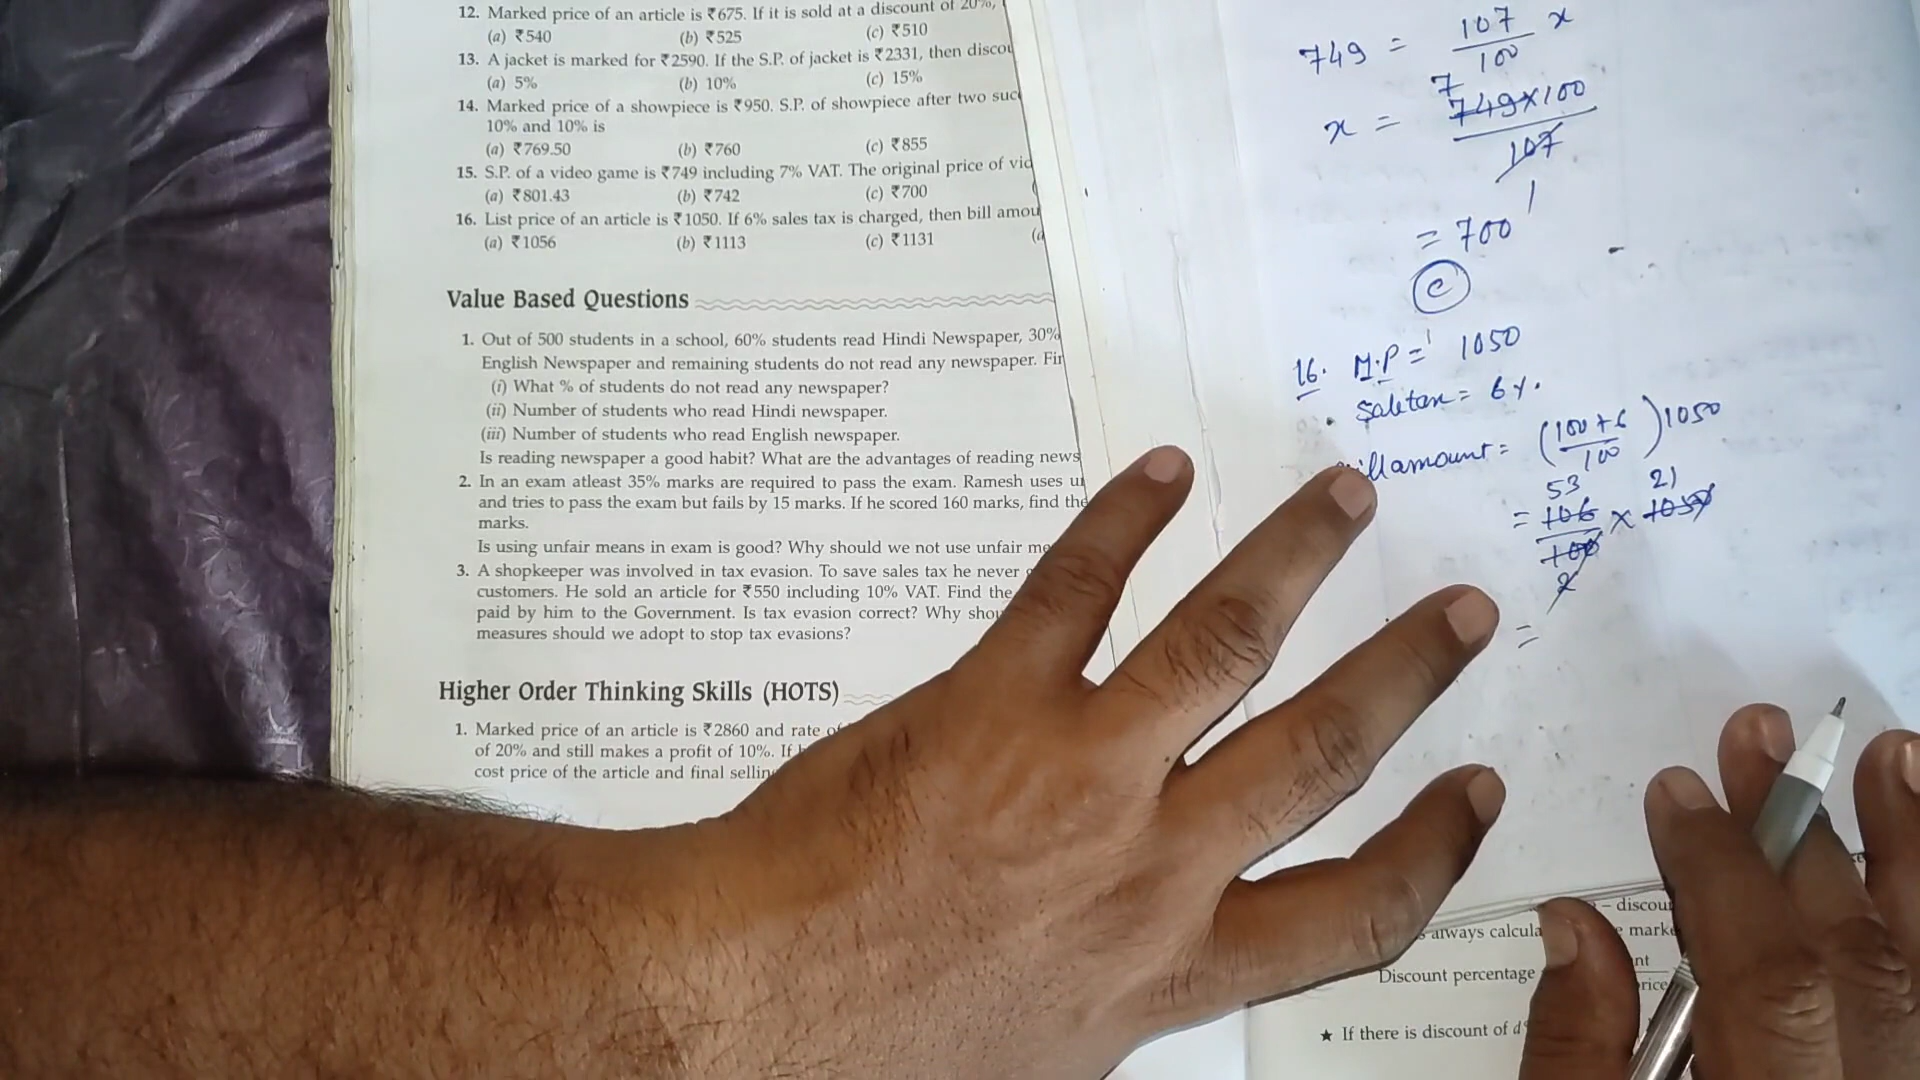 12. Marked price of an article is ₹675. If it is sold at a discount of 20%,
(a) ₹540 (b) ₹525 (c) ₹510
13. A jacket is marked for ₹2590. If the S.P. of jacket is ₹2331, then
(a) 5% (b) 10% (c) 15%
14. Marked price of a showpiece is ₹950. S.P. of showpiece after two
10% and 10% is
(a) ₹769.50 (b) ₹760 (c) ₹855
15. S.P. of a video game is ₹749 including 7% VAT. The original price of
(a) ₹801.43 (b) ₹742 (c) ₹700
16. List price of an article is ₹1050. If 6% sales tax is charged, then bill
(a) ₹1056 (b) ₹1113 (c) ₹1131
Value Based Questions
1. Out of 500 students in a school, 60% students read Hindi Newspaper, 30%
English Newspaper and remaining students do not read any newspaper.
(i) What % of students do not read any newspaper?
(ii) Number of students who read Hindi newspaper.
(iii) Number of students who read English newspaper.
Is reading newspaper a good habit? What are the advantages of reading
2. In an exam atleast 35% marks are required to pass the exam. Ramesh uses
and tries to pass the exam but fails by 15 marks. If he scored 160 marks, find the
marks.
Is using unfair means in exam is good? Why should we not use unfair
3. A shopkeeper was involved in tax evasion. To save sales tax he never
customers. He sold an article for ₹550 including 10% VAT. Find the
paid by him to the Government. Is tax evasion correct? Why
measures should we adopt to stop tax evasions?
Higher Order Thinking Skills (HOTS)
1. Marked price of an article is ₹2860 and rate
of 20% and still makes a profit of 10%. If
cost price of the article and final
749 = 107/100 x
7
x = 749×100
107
1
= 700
c
16. M.P = 1050
Sale tax = 6%.
amount = (100+6/100) 1050
53 21
= 106/100 × 1050
2
=
always calcula
Discount percentage
★ If there is discount of d